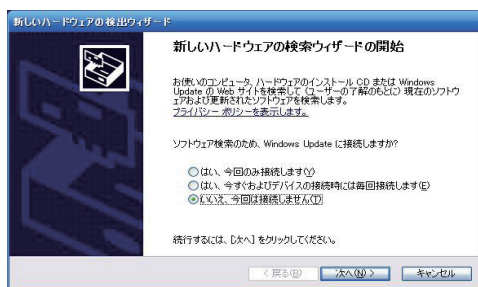 新しいハードウェアの検出ウィザード
新しいハードウェアの検索ウィザードの開始
お使いのコンピュータ、ハードウェアのインストール CD または Windows
Update の Web サイトを検索して (ユーザーの了解のもとに) 現在のソフトウ
ェアおよび更新されたソフトウェアを検索します。
プライバシー ポリシーを表示します。
ソフトウェア検索のため、Windows Update に接続しますか?
はい、今回のみ接続します(Y)
はい、今すぐおよびデバイスの接続時には毎回接続します(E)
いいえ、今回は接続しません(T)
続行するには、[次へ] をクリックしてください。
< 戻る(B)
次へ(N) >
キャンセル